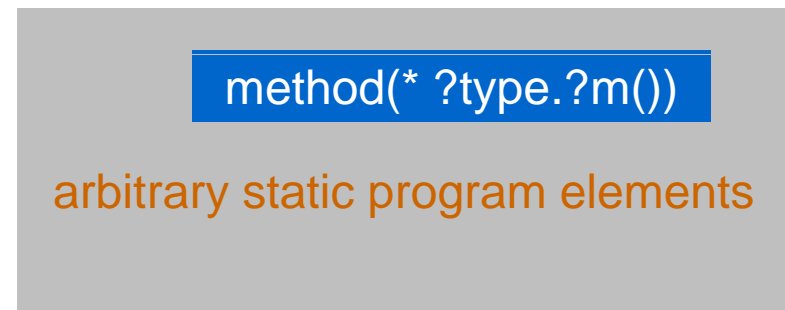 method(* ?type.?m())
arbitrary static program elements